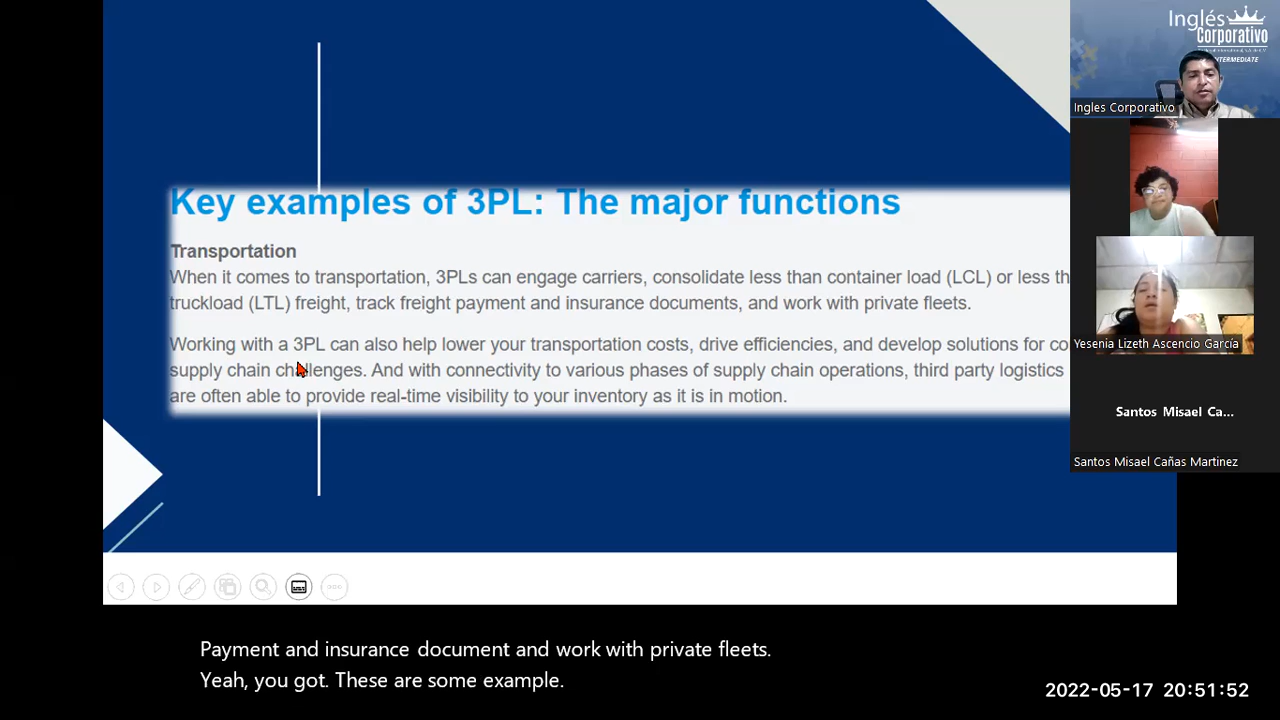 Key examples of 3PL: The major functions
Transportation
When it comes to transportation, 3PLs can engage carriers, consolidate less than container load (LCL) or less th
truckload (LTL) freight, track freight payment and insurance documents, and work with private fleets.
Working with a 3PL can also help lower your transportation costs, drive efficiencies, and develop solutions for co
supply chain challenges. And with connectivity to various phases of supply chain operations, third party logistics
are often able to provide real-time visibility to your inventory as it is in motion.
Inglés
Corporativo
INTERMEDIATE
Ingles Corporativo
Yesenia Lizeth Ascencio García
Santos Misael Ca...
Santos Misael Cañas Martinez
Payment and insurance document and work with private fleets.
Yeah, you got. These are some example.
2022-05-17 20:51:52